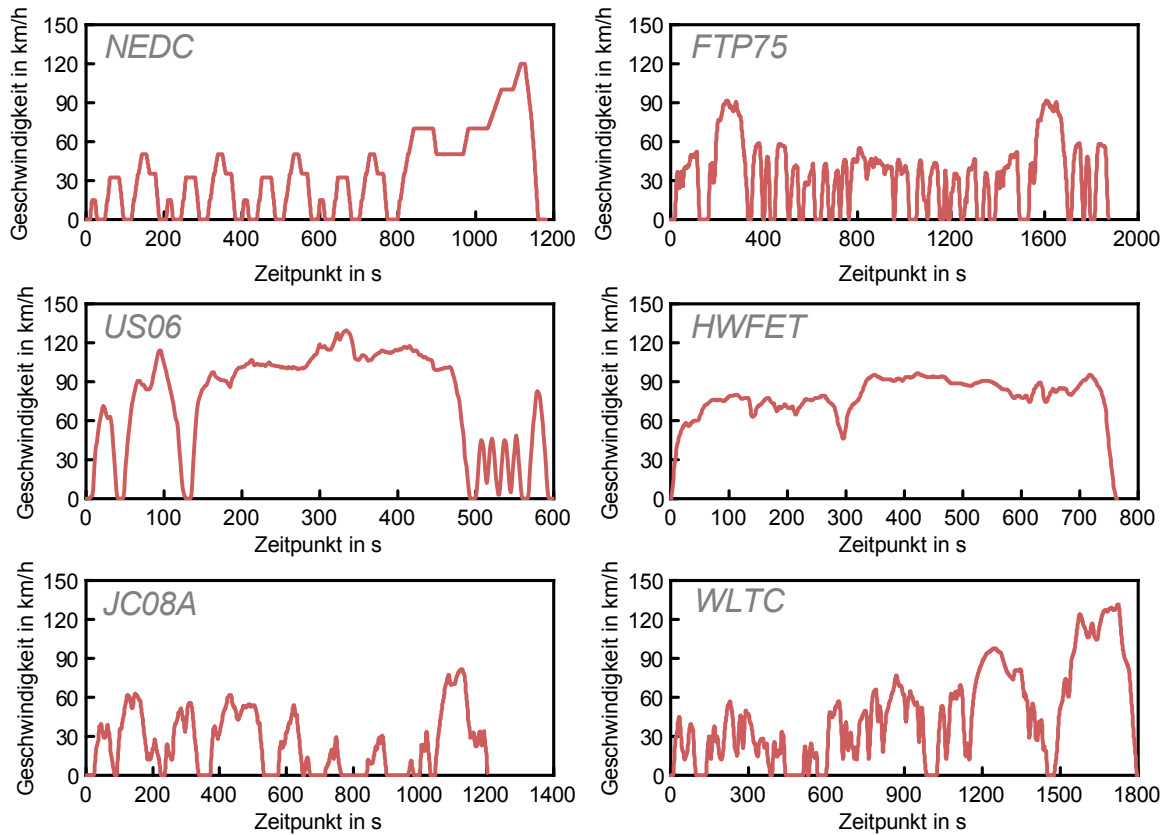 NEDC
Geschwindigkeit in km/h
150
120
90
60
30
0
0 200 400 600 800 1000 1200
Zeitpunkt in s
FTP75
Geschwindigkeit in km/h
150
120
90
60
30
0
0 400 800 1200 1600 2000
Zeitpunkt in s
US06
Geschwindigkeit in km/h
150
120
90
60
30
0
0 100 200 300 400 500 600
Zeitpunkt in s
HWFET
Geschwindigkeit in km/h
150
120
90
60
30
0
0 100 200 300 400 500 600 700 800
Zeitpunkt in s
JC08A
Geschwindigkeit in km/h
150
120
90
60
30
0
0 200 400 600 800 1000 1200 1400
Zeitpunkt in s
WLTC
Geschwindigkeit in km/h
150
120
90
60
30
0
0 300 600 900 1200 1500 1800
Zeitpunkt in s